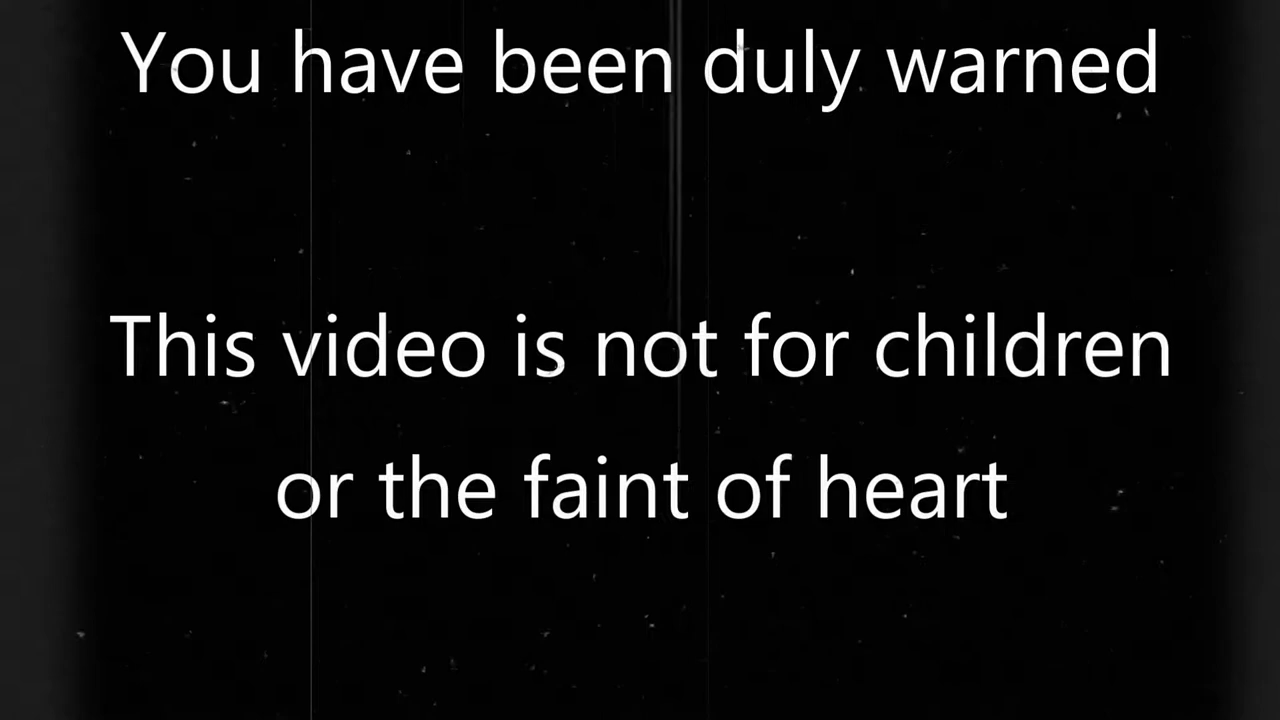 You have been duly warned
This video is not for children
or the faint of heart